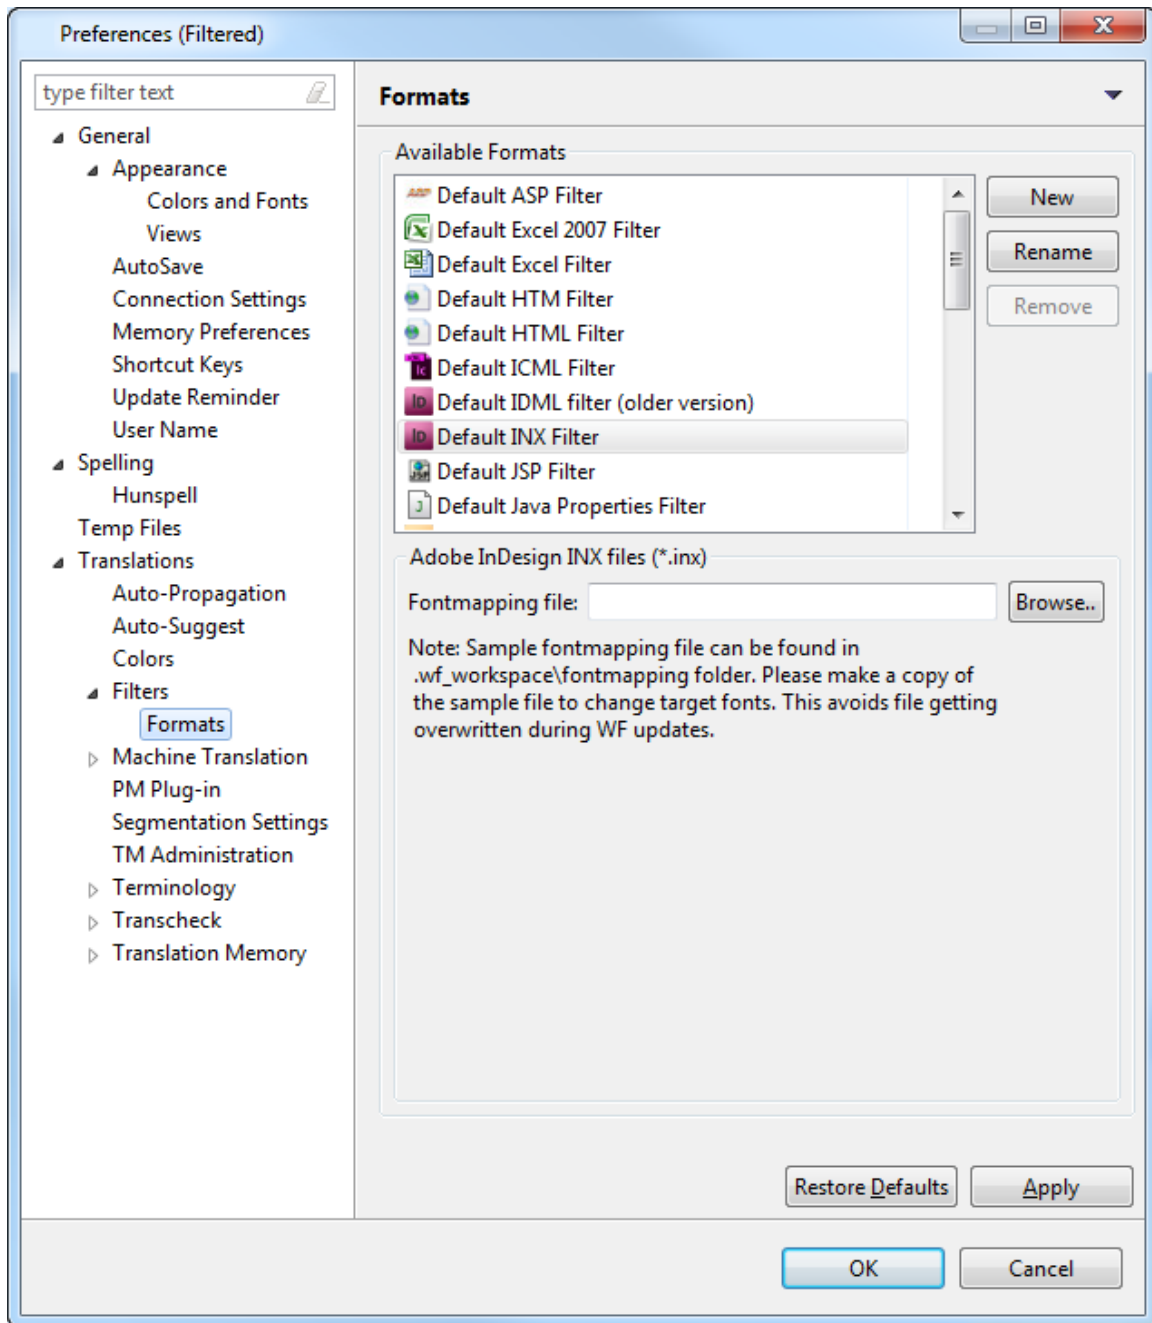 Preferences (Filtered)
type filter text
General
Appearance
Colors and Fonts
Views
AutoSave
Connection Settings
Memory Preferences
Shortcut Keys
Update Reminder
User Name
Spelling
Hunspell
Temp Files
Translations
Auto-Propagation
Auto-Suggest
Colors
Filters
Formats
Machine Translation
PM Plug-in
Segmentation Settings
TM Administration
Terminology
Transcheck
Translation Memory
Formats
Available Formats
Default ASP Filter
Default Excel 2007 Filter
Default Excel Filter
Default HTM Filter
Default HTML Filter
Default ICML Filter
Default IDML filter (older version)
Default INX Filter
Default JSP Filter
Default Java Properties Filter
New
Rename
Remove
Adobe InDesign INX files (*.inx)
Fontmapping file:
Browse..
Note: Sample fontmapping file can be found in
.wf_workspace\fontmapping folder. Please make a copy of
the sample file to change target fonts. This avoids file getting
overwritten during WF updates.
Restore Defaults
Apply
OK
Cancel